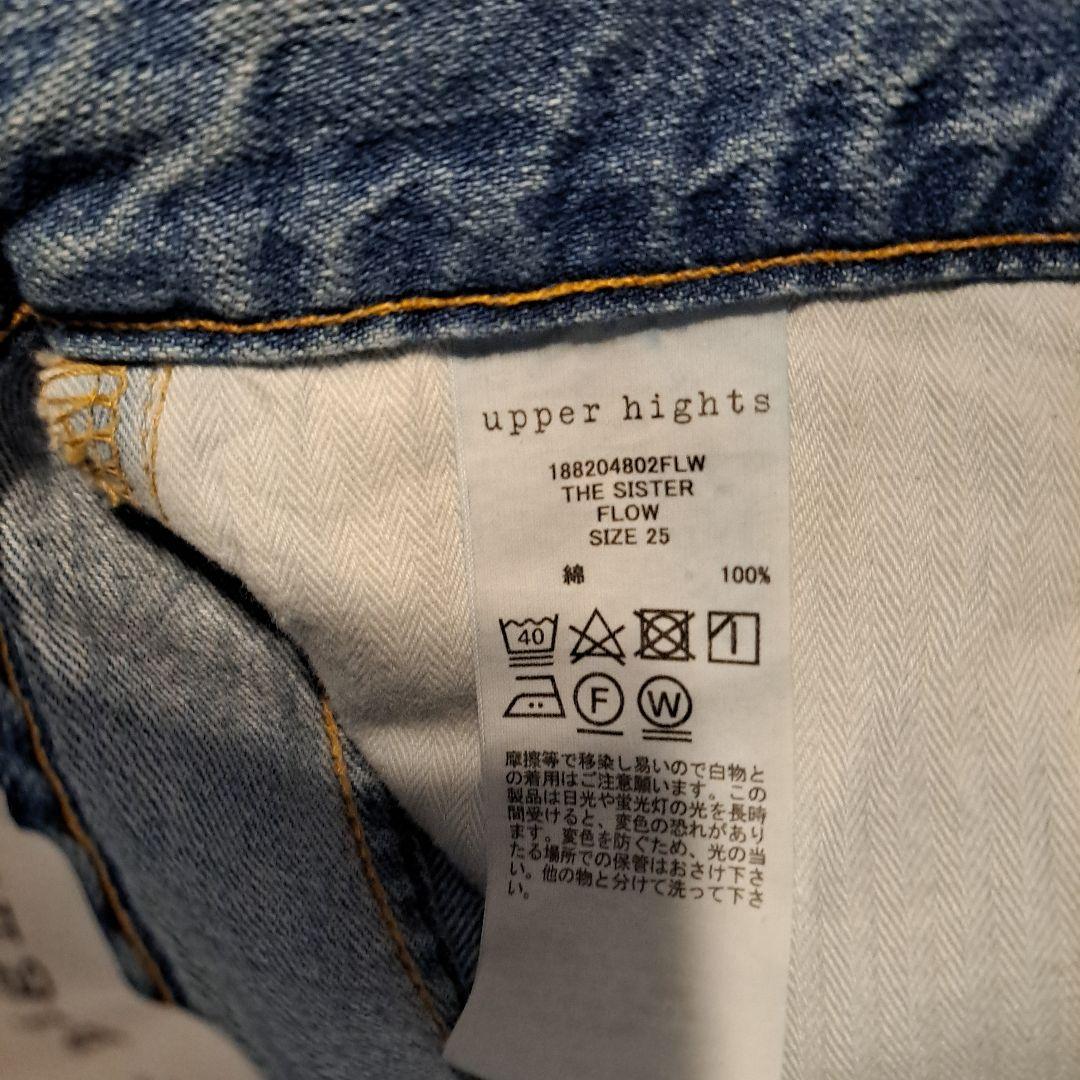 upper hights
188204802FLW
THE SISTER
FLOW
SIZE 25
綿 100%
40
F W
摩擦等で移染し易いので白物と
の着用はご注意願います。この
製品は日光や蛍光灯の光を長時
間受けると、変色の恐れがあり
ます。変色を防ぐため、光の当
たる場所での保管はおさけ下さ
い。他の物と分けて洗って下さ
い。